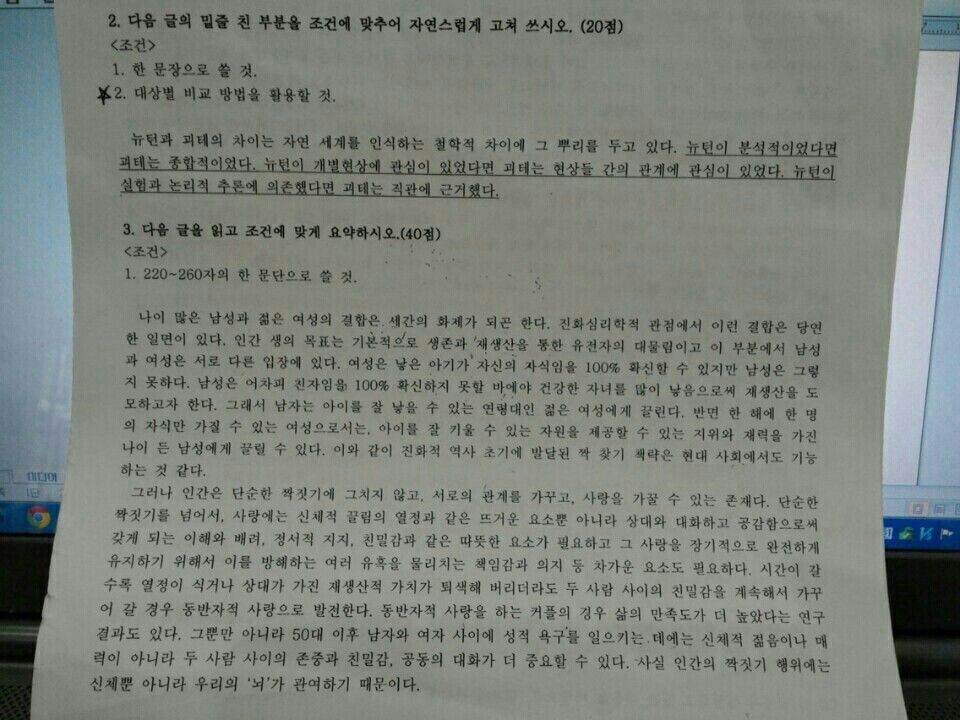 2. 다음 글의 밑줄 친 부분을 조건에 맞추어 자연스럽게 고쳐 쓰시오. (20점)
<조건>
1. 한 문장으로 쓸 것.
2. 대상별 비교 방법을 활용할 것.
뉴턴과 괴테의 차이는 자연 세계를 인식하는 철학적 차이에 그 뿌리를 두고 있다. 뉴턴이 분석적이었다면
괴테는 종합적이었다. 뉴턴이 개별현상에 관심이 있었다면 괴테는 현상들 간의 관계에 관심이 있었다. 뉴턴이
실험과 논리적 추론에 의존했다면 괴테는 직관에 근거했다.
3. 다음 글을 읽고 조건에 맞게 요약하시오.(40점)
<조건>
1. 220~260자의 한 문단으로 쓸 것.
나이 많은 남성과 젊은 여성의 결합은 세간의 화제가 되곤 한다. 진화심리학적 관점에서 이런 결합은 당연
한 일면이 있다. 인간 생의 목표는 기본적으로 생존과 재생산을 통한 유전자의 대물림이고 이 부분에서 남성
과 여성은 서로 다른 입장에 있다. 여성은 낳은 아기가 자신의 자식임을 100% 확신할 수 있지만 남성은 그렇
지 못하다. 남성은 어차피 친자임을 100% 확신하지 못할 바에야 건강한 자녀를 많이 낳음으로써 재생산을 도
모하고자 한다. 그래서 남자는 아이를 잘 낳을 수 있는 연령대인 젊은 여성에게 끌린다. 반면 한 해에 한 명
의 자식만 가질 수 있는 여성으로서는, 아이를 잘 키울 수 있는 자원을 제공할 수 있는 지위와 재력을 가진
나이 든 남성에게 끌릴 수 있다. 이와 같이 진화적 역사 초기에 발달된 짝 찾기 책략은 현대 사회에서도 기능
하는 것 같다.
그러나 인간은 단순한 짝짓기에 그치지 않고, 서로의 관계를 가꾸고, 사랑을 가꿀 수 있는 존재다. 단순한
짝짓기를 넘어서, 사랑에는 신체적 끌림의 열정과 같은 뜨거운 요소뿐 아니라 상대와 대화하고 공감함으로써
갖게 되는 이해와 배려, 정서적 지지, 친밀감과 같은 따뜻한 요소가 필요하고 그 사랑을 장기적으로 완전하게
유지하기 위해서 이를 방해하는 여러 유혹을 물리치는 책임감과 의지 등 차가운 요소도 필요하다. 시간이 갈
수록 열정이 식거나 상대가 가진 재생산적 가치가 퇴색해 버리더라도 두 사람 사이의 친밀감을 계속해서 가꾸
어 갈 경우 동반자적 사랑으로 발전한다. 동반자적 사랑을 하는 커플의 경우 삶의 만족도가 더 높았다는 연구
결과도 있다. 그뿐만 아니라 50대 이후 남자와 여자 사이에 성적 욕구를 일으키는 데에는 신체적 젊음이나 매
력이 아니라 두 사람 사이의 존중과 친밀감, 공동의 대화가 더 중요할 수 있다. 사실 인간의 짝짓기 행위에는
신체뿐 아니라 우리의 '뇌'가 관여하기 때문이다.